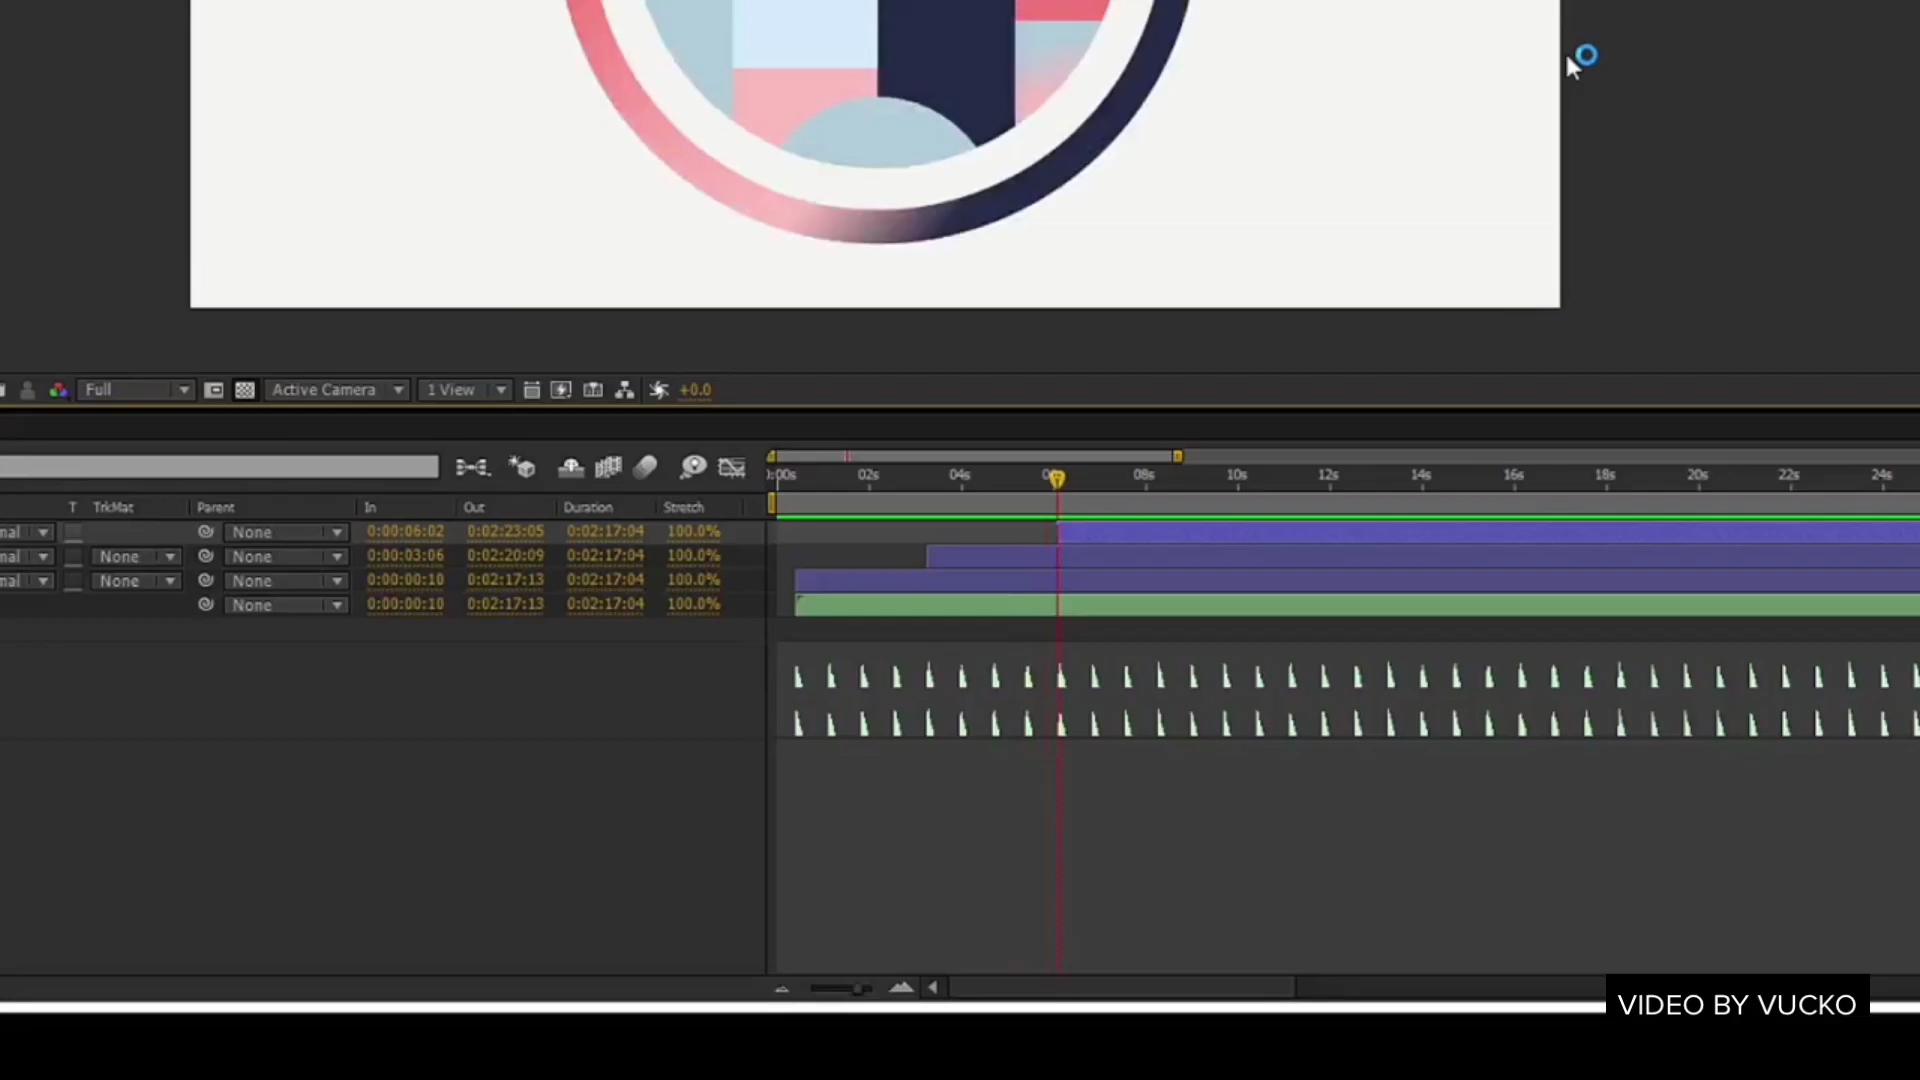 Full Active Camera 1 View +0.0
:00s 02s 04s 08s 10s 12s 14s 16s 18s 20s 22s 24s
T TrkMat Parent In Out Duration Stretch
nal None 0:00:06:02 0:02:23:05 0:02:17:04 100.0%
nal None None 0:00:03:06 0:02:20:09 0:02:17:04 100.0%
nal None None 0:00:00:10 0:02:17:13 0:02:17:04 100.0%
None 0:00:00:10 0:02:17:13 0:02:17:04 100.0%
VIDEO BY VUCKO